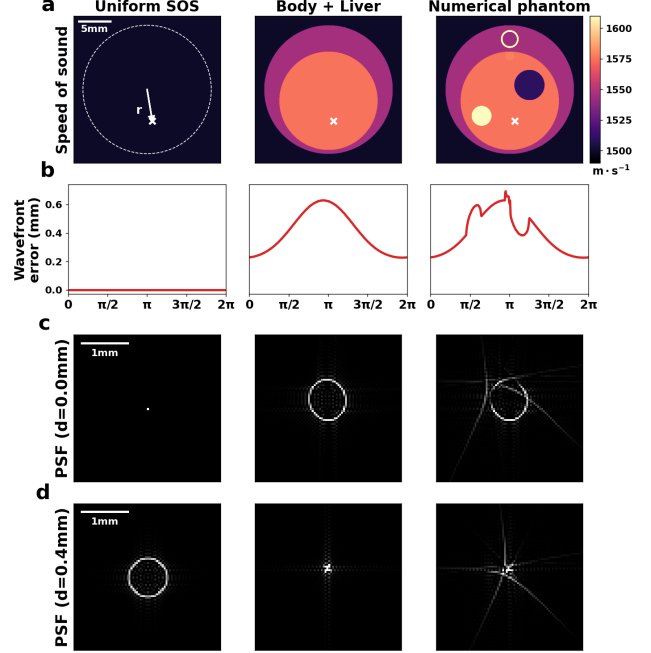 a
Uniform SOS
Body + Liver
Numerical phantom
Speed of sound
5mm
r
1600
1575
1550
1525
1500
m · s⁻¹
b
Wavefront
error (mm)
0.6
0.4
0.2
0.0
0 π/2 π 3π/2 2π
0 π/2 π 3π/2 2π
0 π/2 π 3π/2 2π
c
PSF (d=0.0mm)
1mm
d
PSF (d=0.4mm)
1mm